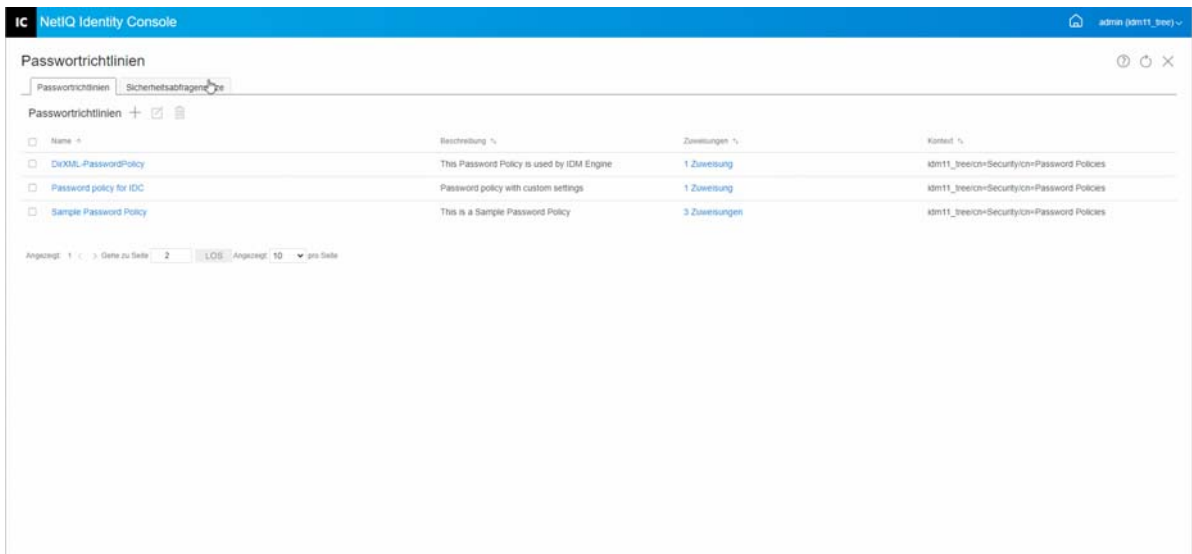 IC NetIQ Identity Console admin (idm11_tree)
Passwortrichtlinien
Passwortrichtlinien Sicherheitsabfragensätze
Passwortrichtlinien
Name Beschreibung Zuweisungen Kontext
DirXML-PasswordPolicy This Password Policy is used by IDM Engine 1 Zuweisung idm11_tree/cn=Security/cn=Password Policies
Password policy for IDC Password policy with custom settings 1 Zuweisung idm11_tree/cn=Security/cn=Password Policies
Sample Password Policy This is a Sample Password Policy 3 Zuweisungen idm11_tree/cn=Security/cn=Password Policies
Angezeigt: 1 Gehe zu Seite 2 LOS Angezeigt: 10 pro Seite